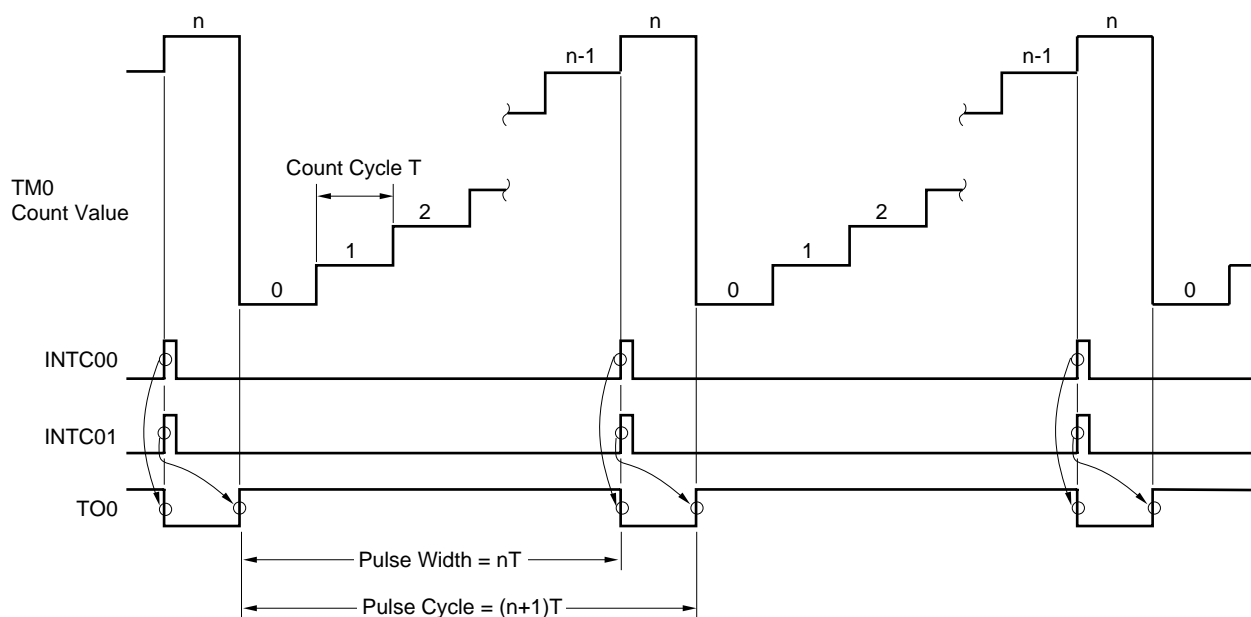 n
n
n
n-1
n-1
Count Cycle T
TM0
Count Value
2
2
1
1
0
0
0
INTC00
INTC01
TO0
Pulse Width = nT
Pulse Cycle = (n+1)T